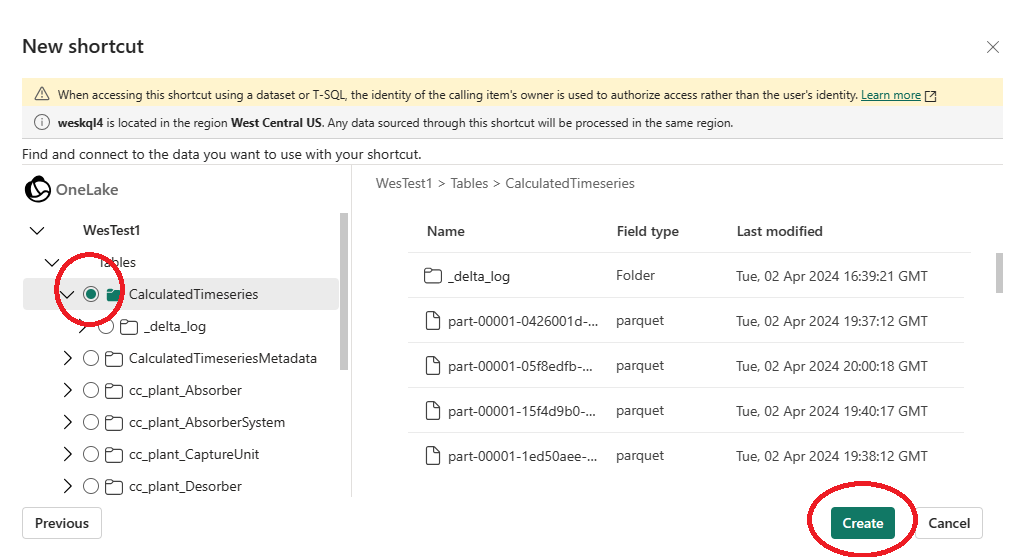 New shortcut
When accessing this shortcut using a dataset or T-SQL, the identity of the calling item's owner is used to authorize access rather than the user's identity. Learn more
weskql4 is located in the region West Central US. Any data sourced through this shortcut will be processed in the same region.
Find and connect to the data you want to use with your shortcut.
OneLake
WesTest1
Tables
CalculatedTimeseries
_delta_log
CalculatedTimeseriesMetadata
cc_plant_Absorber
cc_plant_AbsorberSystem
cc_plant_CaptureUnit
cc_plant_Desorber
WesTest1 > Tables > CalculatedTimeseries
Name Field type Last modified
_delta_log Folder Tue, 02 Apr 2024 16:39:21 GMT
part-00001-0426001d-... parquet Tue, 02 Apr 2024 19:37:12 GMT
part-00001-05f8edfb-... parquet Tue, 02 Apr 2024 20:00:18 GMT
part-00001-15f4d9b0-... parquet Tue, 02 Apr 2024 19:40:17 GMT
part-00001-1ed50aee-... parquet Tue, 02 Apr 2024 19:38:12 GMT
Previous Create Cancel